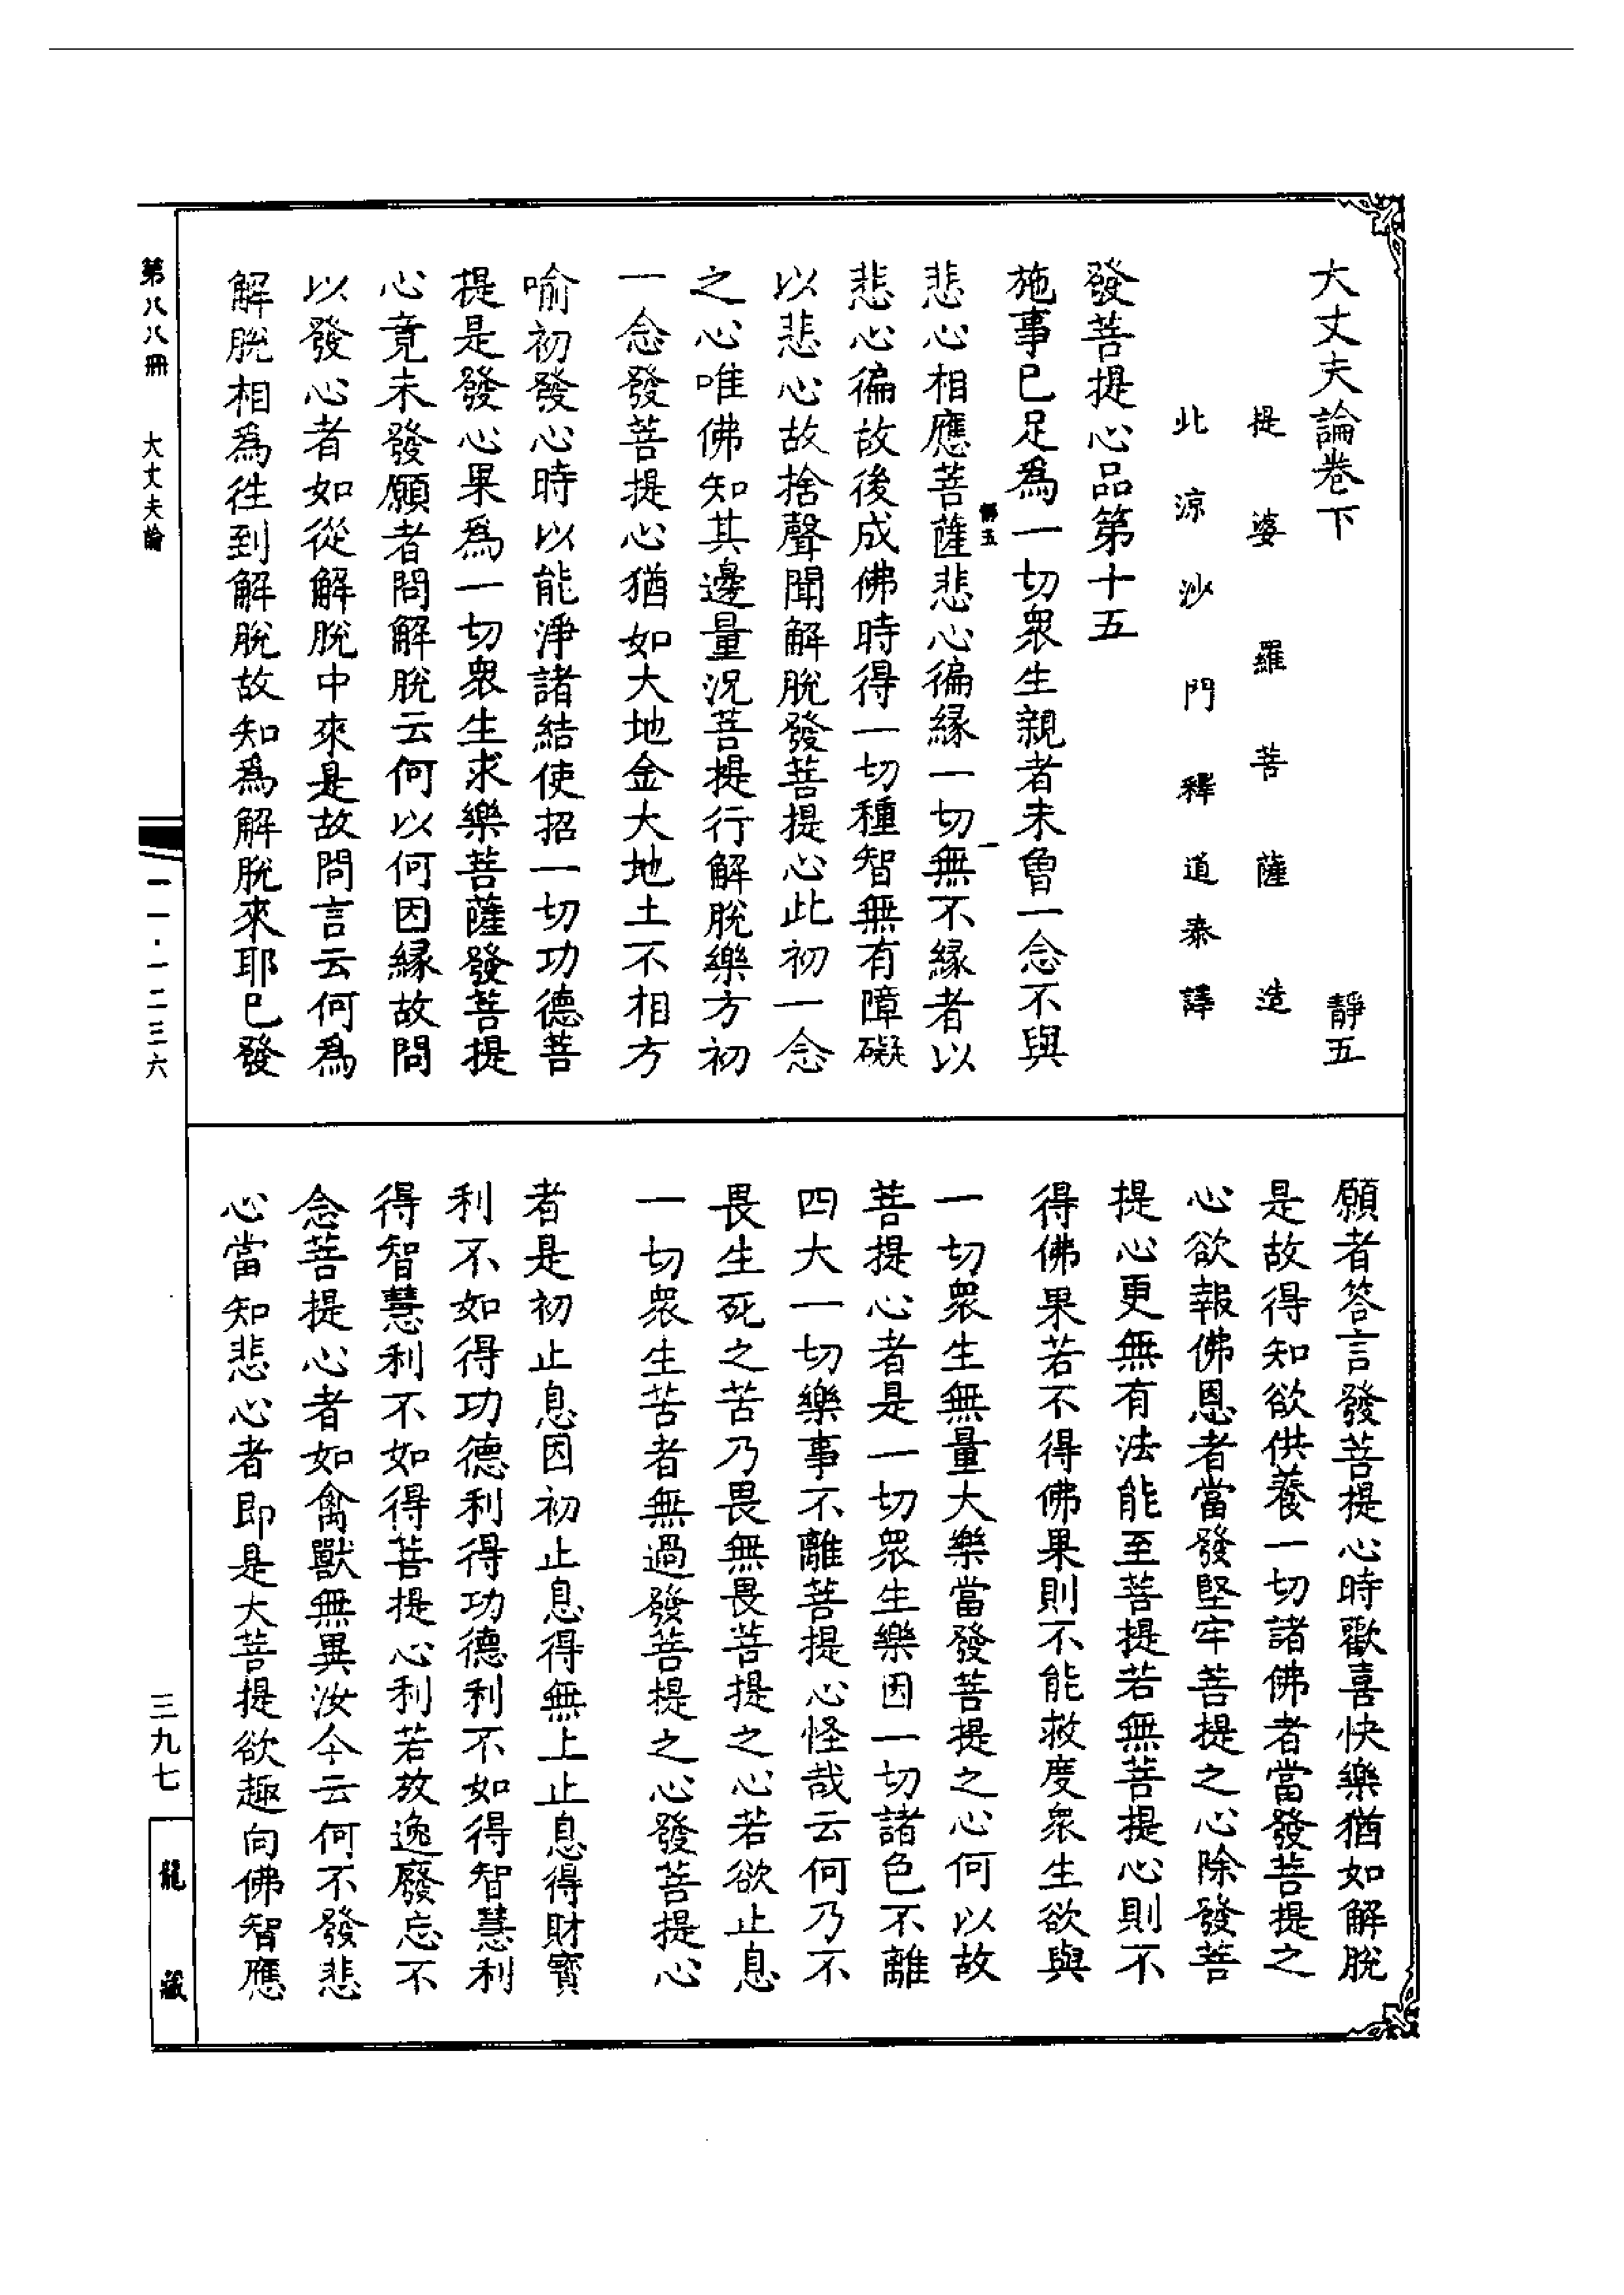 大丈夫論卷下　靜五
提婆羅菩薩造
北涼沙門釋道泰譯
發菩提心品第十五
施事已足爲一切衆生親者未曾一念不與
靜五　一
悲心相應菩薩悲心徧緣一切無不緣者以
悲心徧故後成佛時得一切種智無有障礙
以悲心故捨聲聞解脫發菩提心此初一念
之心唯佛知其邊量況菩提行解脫樂方初
一念發菩提心猶如大地金大地土不相方
喻初發心時以能淨諸結使招一切功德菩
提是發心果爲一切衆生求樂菩薩發菩提
心竟未發願者問解脫云何以何因緣故問
以發心者如從解脫中來是故問言云何爲
解脫相爲徃到解脫故知爲解脫來耶已發
願者答言發菩提心時歡喜快樂猶如解脫
是故得知欲供養一切諸佛者當發菩提之
心欲報佛恩者當發堅牢菩提之心除發菩
提心更無有法能至菩提若無菩提心則不
得佛果若不得佛果則不能救度衆生欲與
一切衆生無量大樂當發菩提之心何以故
菩提心者是一切衆生樂因一切諸色不離
四大一切樂事不離菩提心怪哉云何乃不
畏生死之苦乃畏無畏菩提之心若欲止息
一切衆生苦者無過發菩提之心發菩提心
者是初止息因初止息得無上止息得財寶
利不如得功德利得功德利不如得智慧利
得智慧利不如得菩提心利若放逸廢忘不
念菩提心者如禽獸無異汝今云何不發悲
心當知悲心者即是大菩提欲趣向佛智應
第八八冊　大丈夫論
一一·一二三六
三九七
龍藏